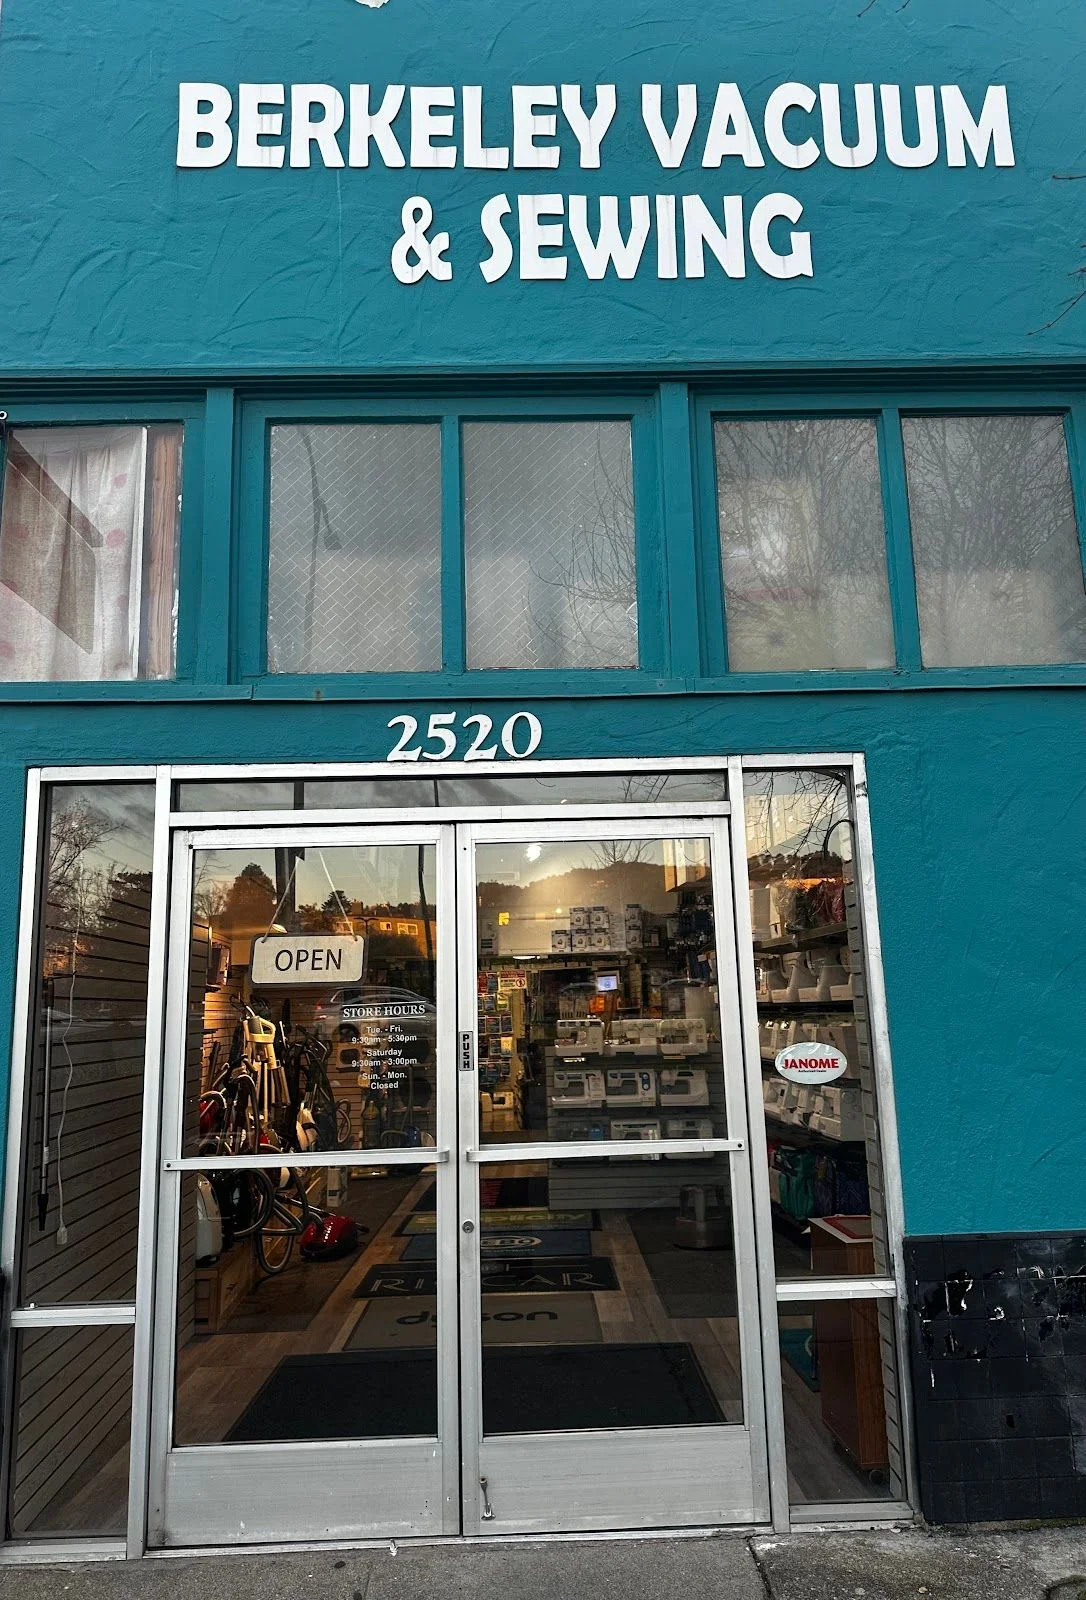 BERKELEY VACUUM
& SEWING
2520
OPEN
STORE HOURS
Tue. - Fri.
9:30am - 5:30pm
Saturday
9:30am - 3:00pm
Sun. - Mon.
Closed
PUSH
JANOME
RICCAR
dyson